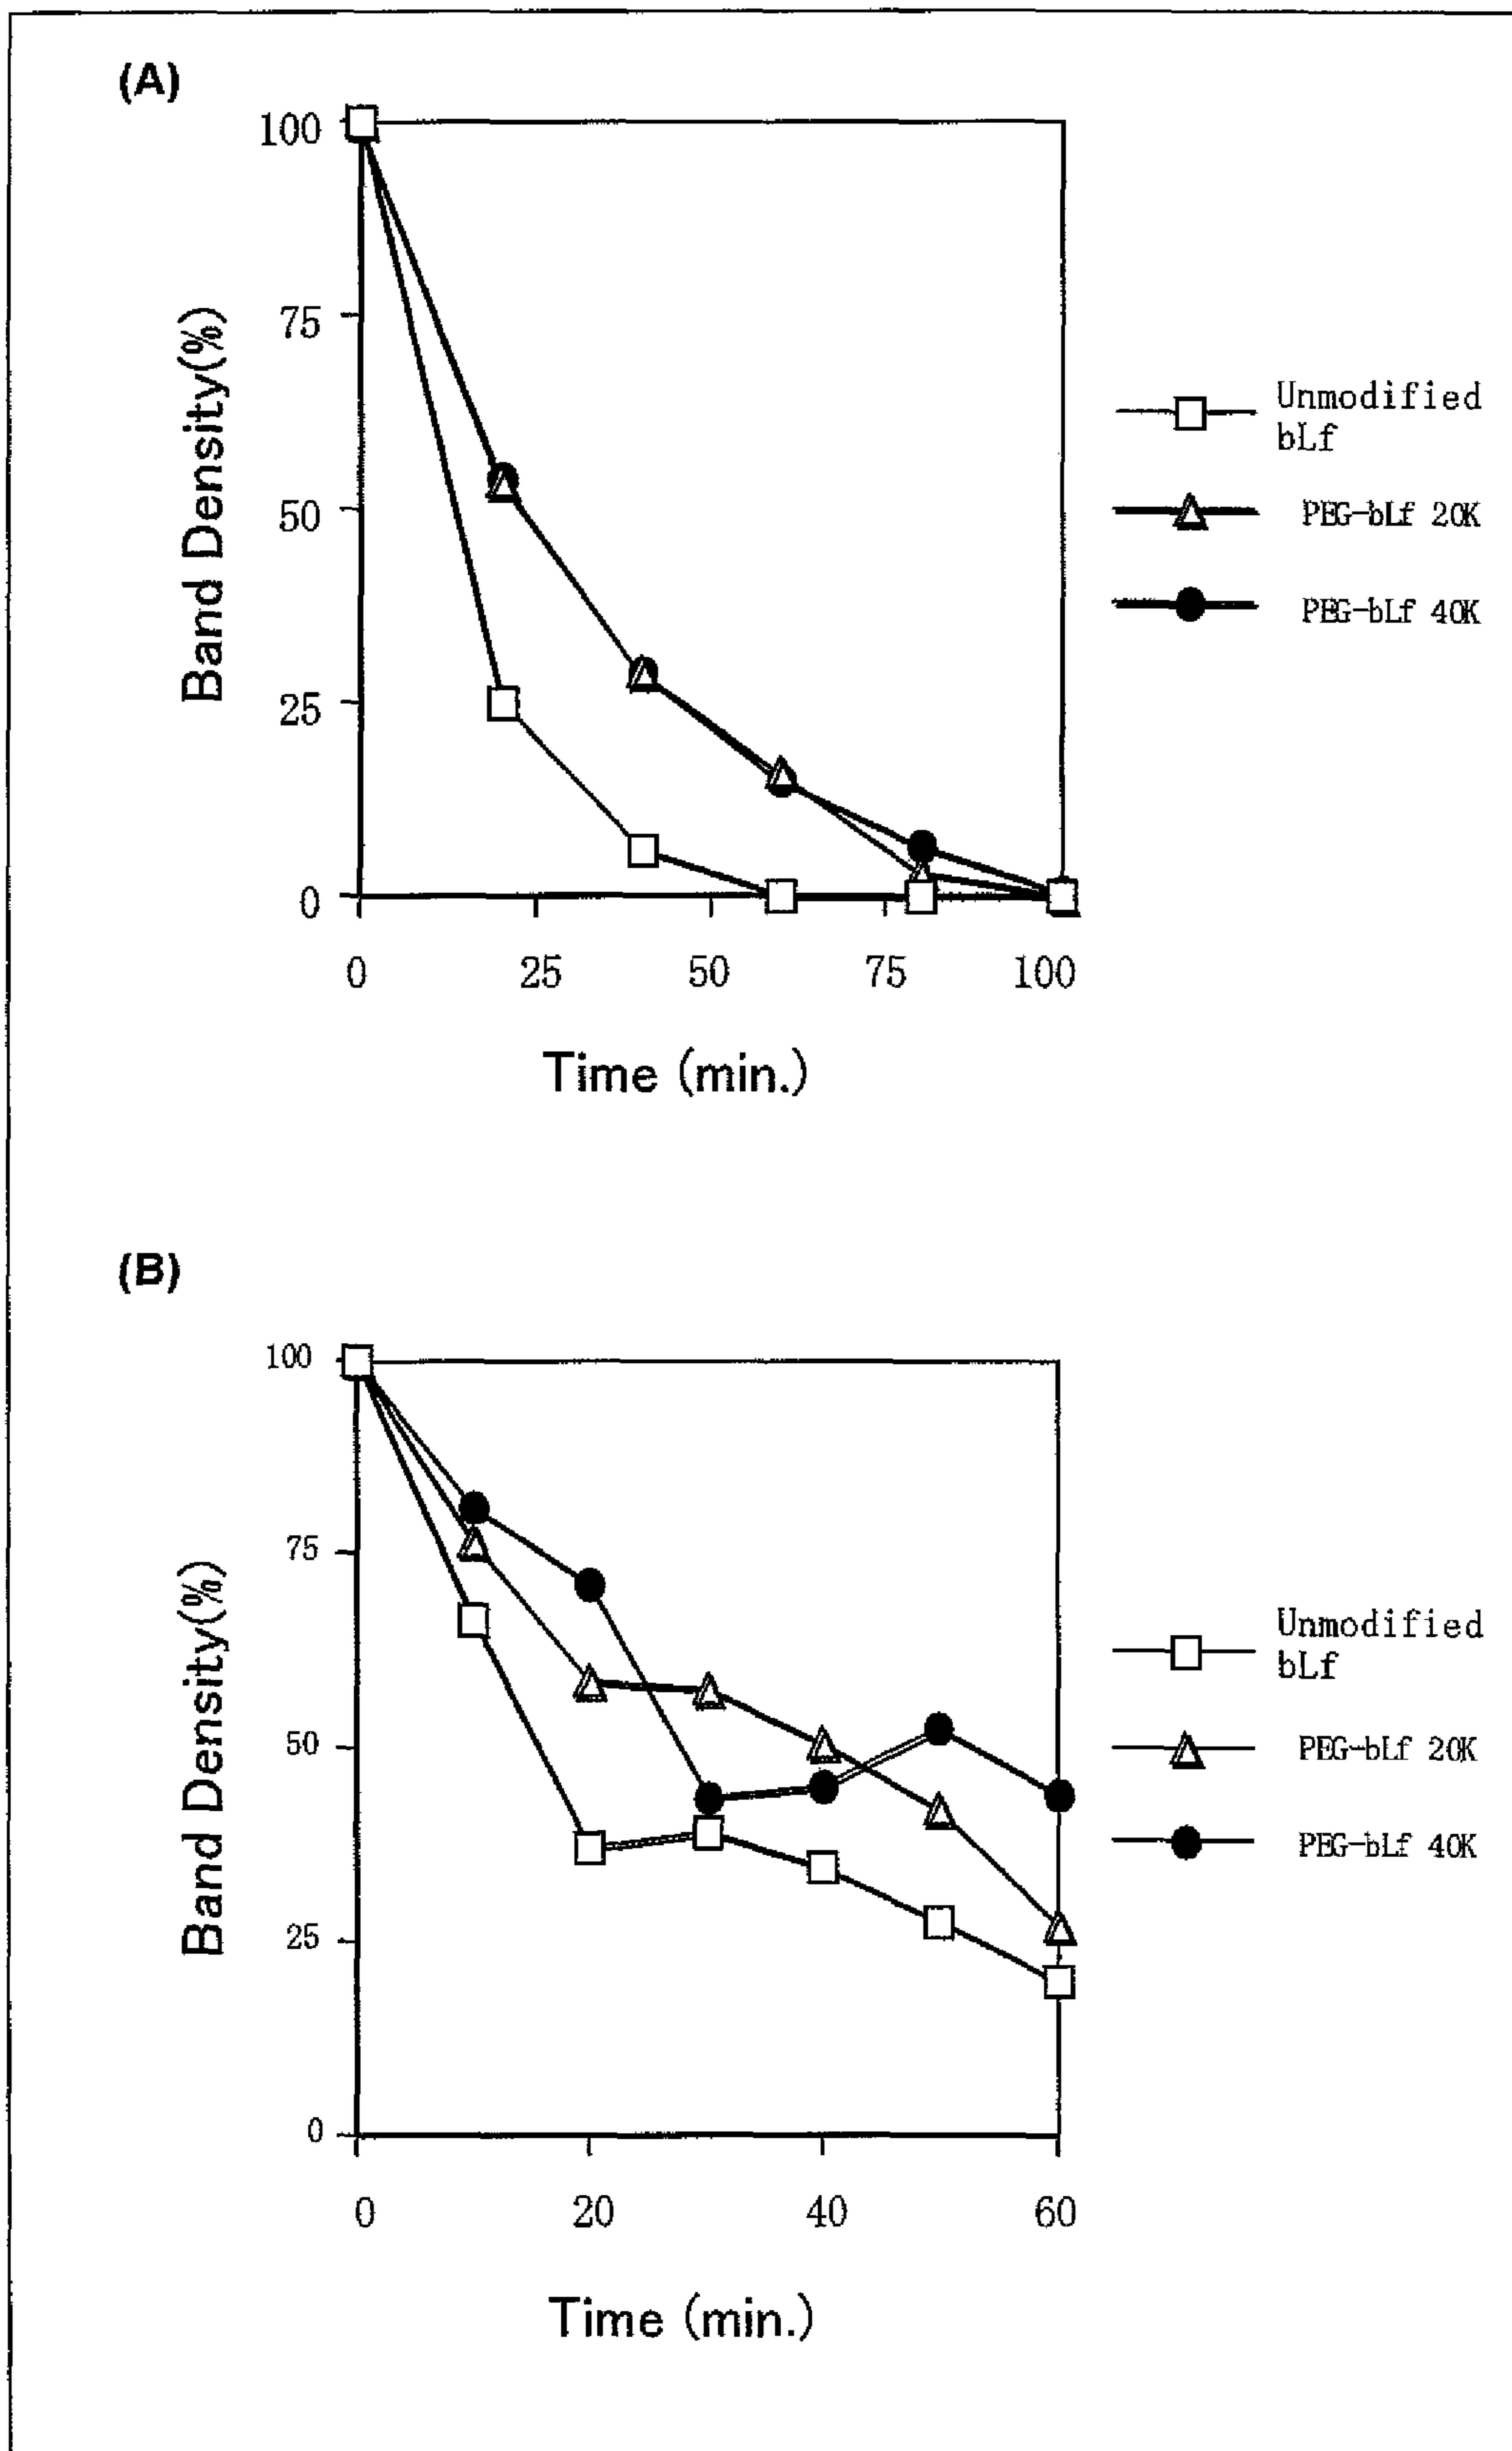 (A)
100
75
50
25
0
Band Density(%)
0 25 50 75 100
Time (min.)
Unmodified
bLf
PEG-bLf 20K
PEG-bLf 40K
(B)
100
75
50
25
0
Band Density(%)
0 20 40 60
Time (min.)
Unmodified
bLf
PEG-bLf 20K
PEG-bLf 40K